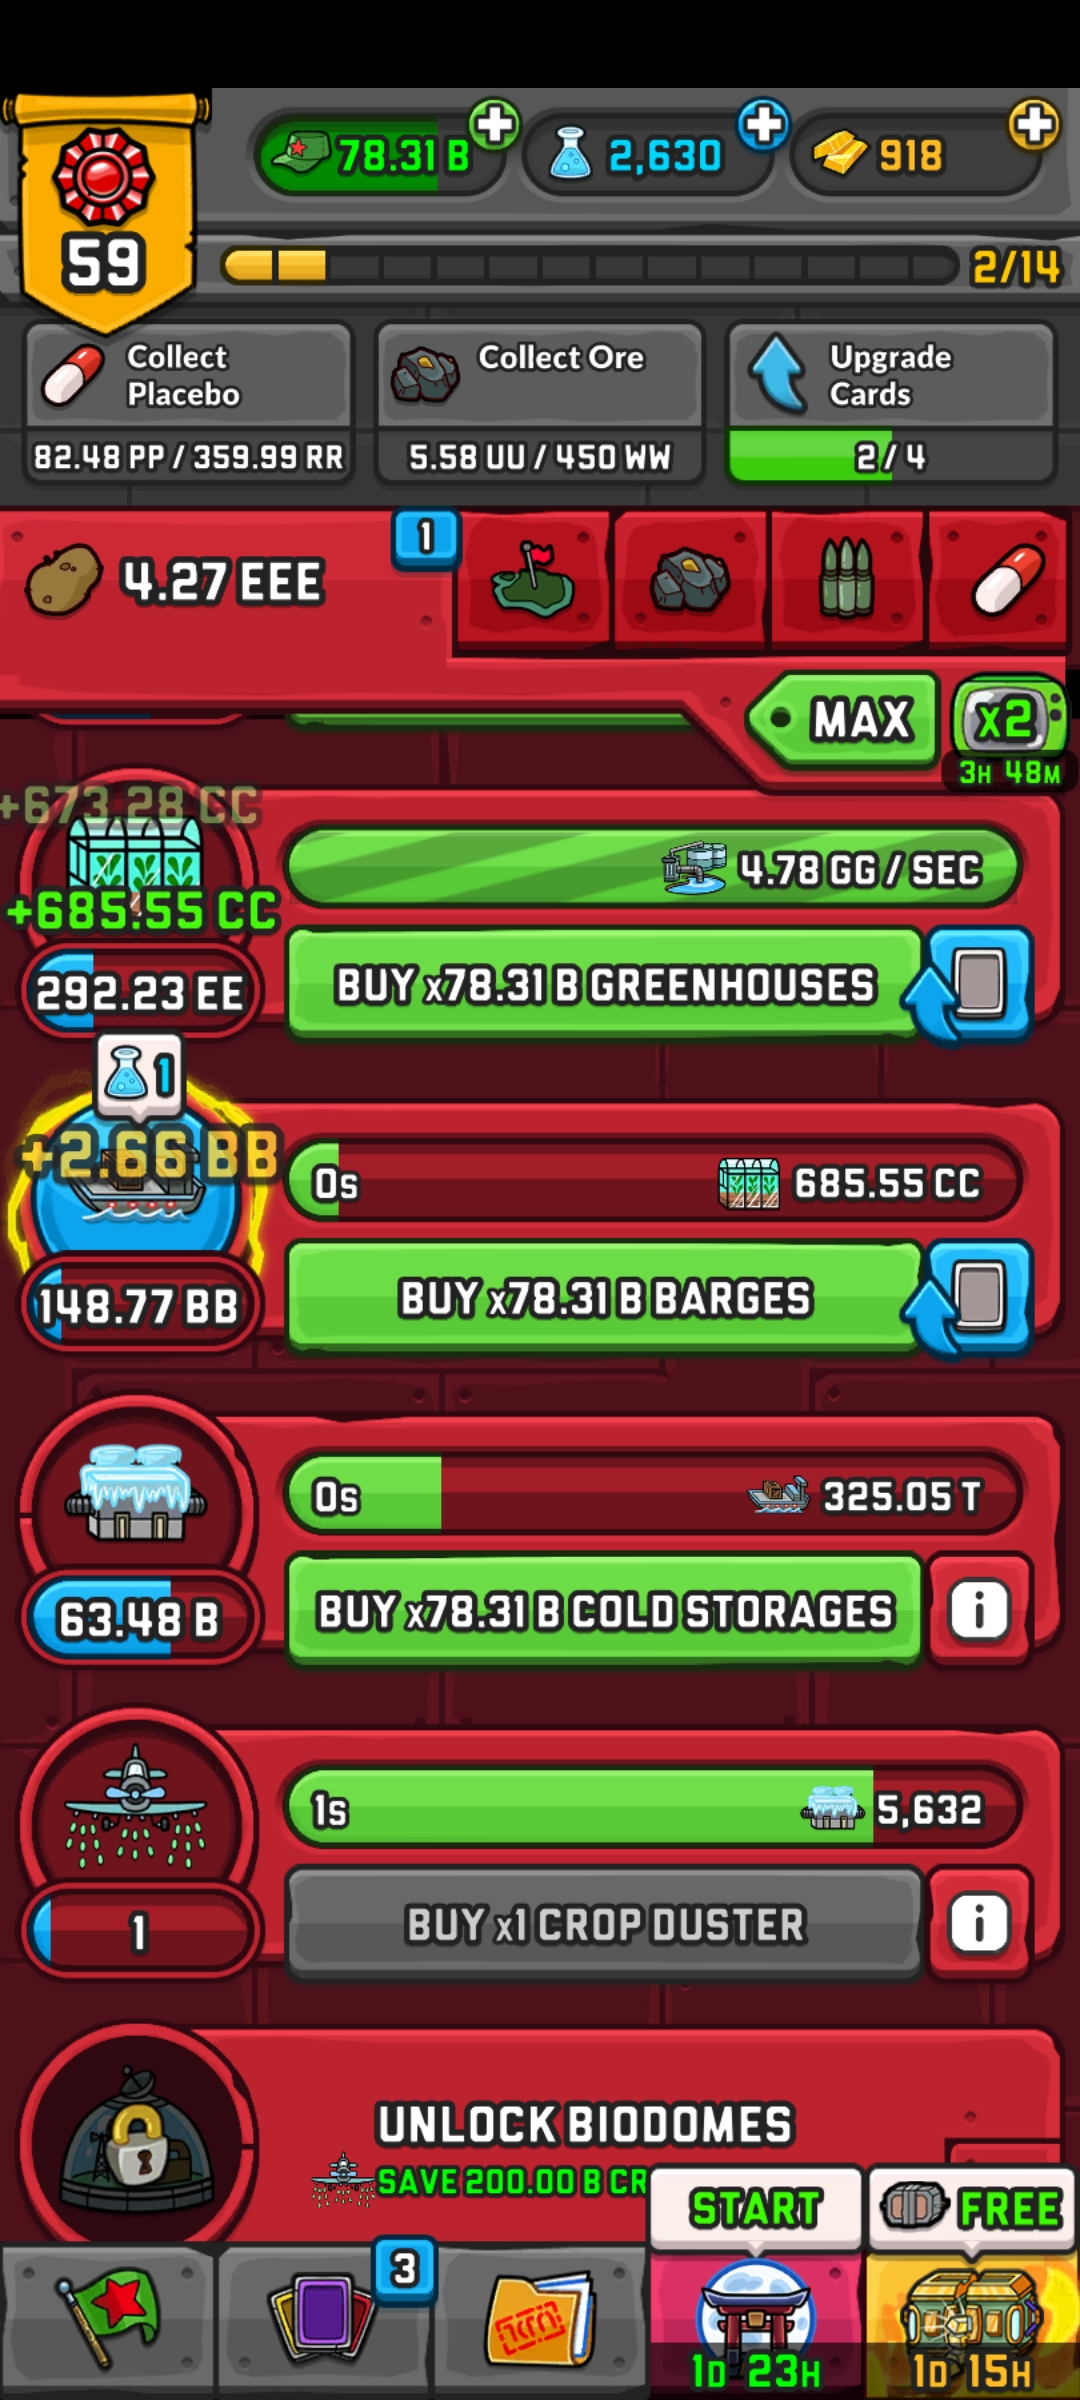 78.31 B
2,630
918
59
2/14
Collect
Placebo
82.48 PP / 359.99 RR
Collect Ore
5.58 UU / 450 WW
Upgrade
Cards
2/4
4.27 EEE
1
MAX
x2
3H 48M
+673.28 CC
+685.55 CC
4.78 GG / SEC
292.23 EE
BUY x78.31 B GREENHOUSES
1
+2.66 BB
0s
685.55 CC
148.77 BB
BUY x78.31 B BARGES
0s
325.05 T
63.48 B
BUY x78.31 B COLD STORAGES
i
1s
5,632
1
BUY x1 CROP DUSTER
i
UNLOCK BIODOMES
SAVE 200.00 B CR
START
FREE
3
1D 23H
1D 15H